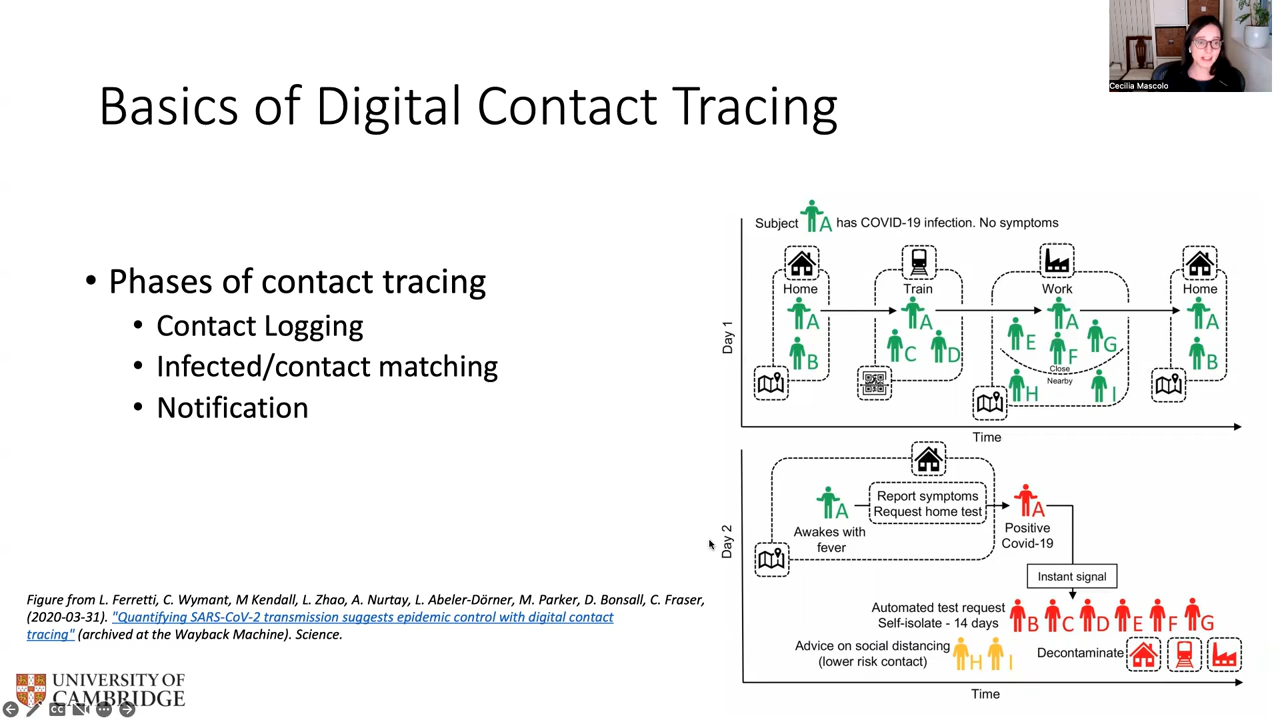 Cecilia Mascolo
Basics of Digital Contact Tracing
• Phases of contact tracing
• Contact Logging
• Infected/contact matching
• Notification
Subject A has COVID-19 infection. No symptoms
Home
Train
Work
Home
A
A
A
A
B
C
D
E
F
G
B
Close
Nearby
H
I
Day 1
Time
Report symptoms
Request home test
A
A
Awakes with
fever
Positive
Covid-19
Day 2
Instant signal
Automated test request
Self-isolate - 14 days
B
C
D
E
F
G
Advice on social distancing
(lower risk contact)
H
I
Decontaminate
Time
Figure from L. Ferretti, C. Wymant, M Kendall, L. Zhao, A. Nurtay, L. Abeler-Dörner, M. Parker, D. Bonsall, C. Fraser,
(2020-03-31). "Quantifying SARS-CoV-2 transmission suggests epidemic control with digital contact
tracing" (archived at the Wayback Machine). Science.
UNIVERSITY OF
CAMBRIDGE
CC